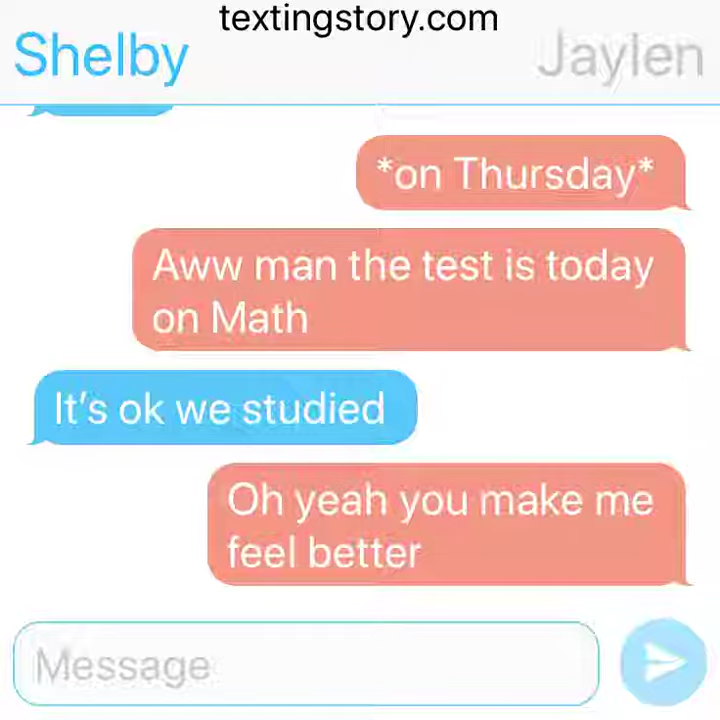 textingstory.com
Shelby
Jaylen
*on Thursday*
Aww man the test is today
on Math
It's ok we studied
Oh yeah you make me
feel better
Message